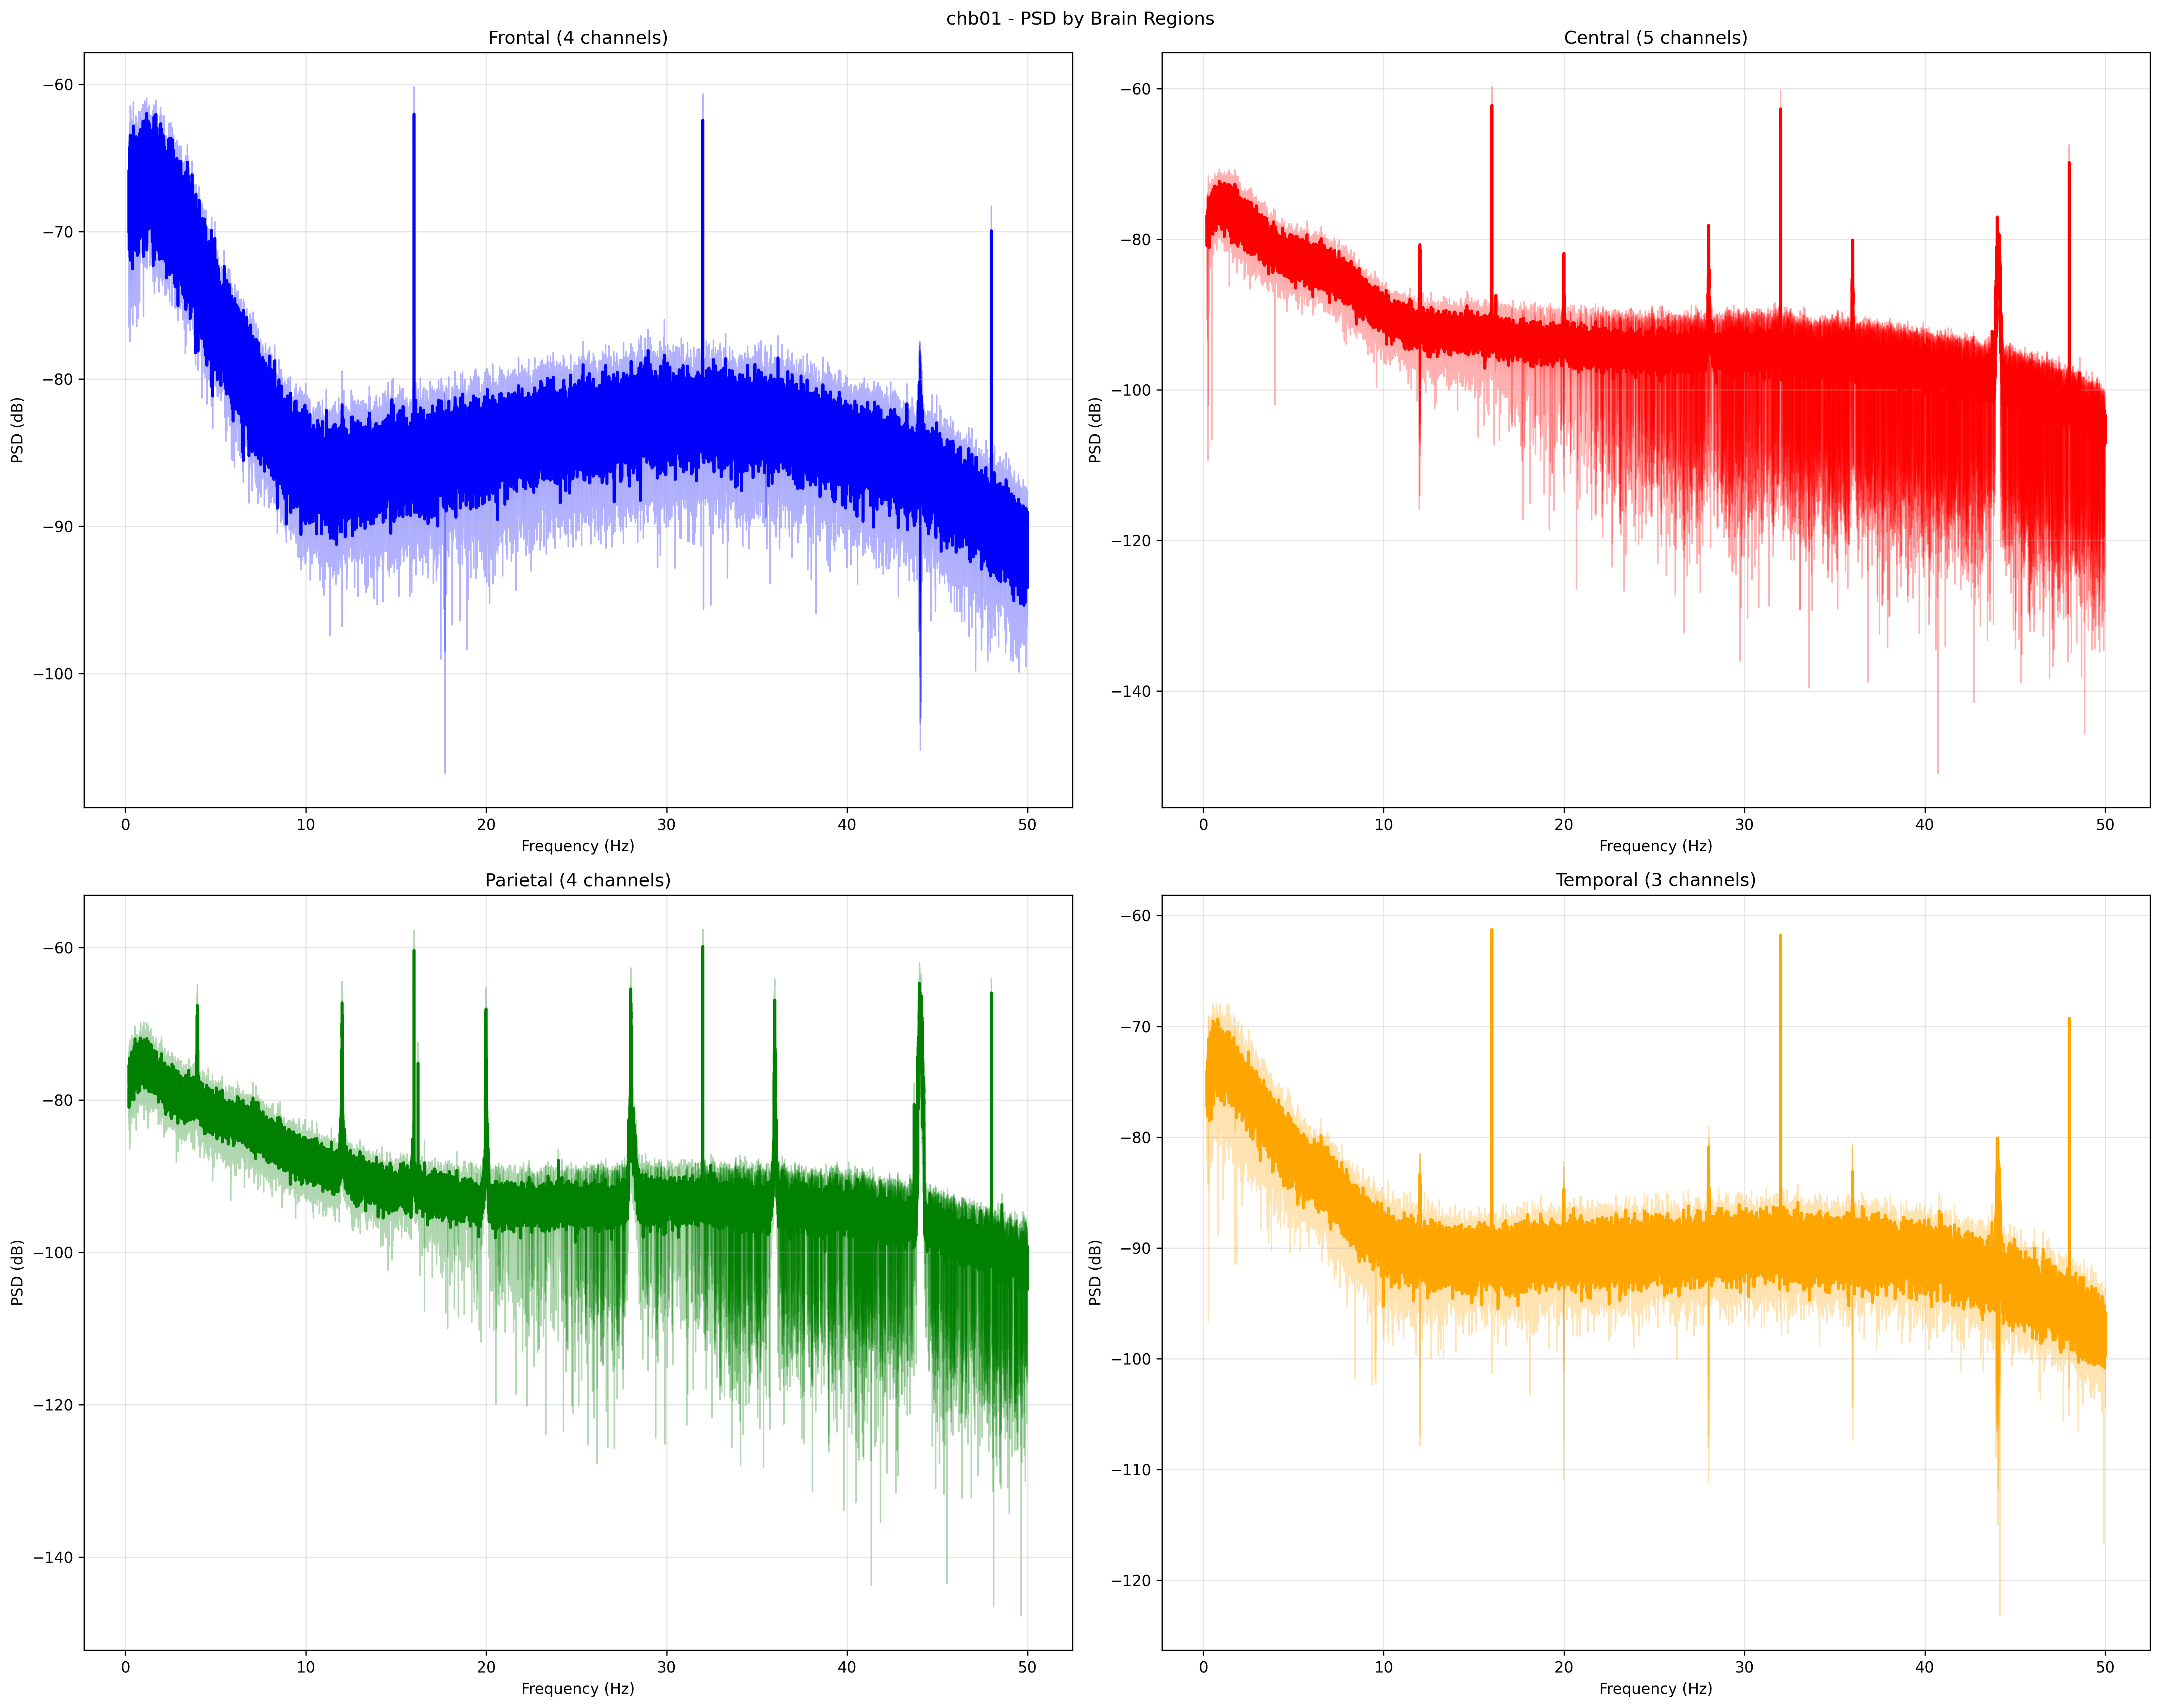 chb01 - PSD by Brain Regions
Frontal (4 channels)
PSD (dB)
−60
−70
−80
−90
−100
0 10 20 30 40 50
Frequency (Hz)
Central (5 channels)
PSD (dB)
−60
−80
−100
−120
−140
0 10 20 30 40 50
Frequency (Hz)
Parietal (4 channels)
PSD (dB)
−60
−80
−100
−120
−140
0 10 20 30 40 50
Frequency (Hz)
Temporal (3 channels)
PSD (dB)
−60
−70
−80
−90
−100
−110
−120
0 10 20 30 40 50
Frequency (Hz)